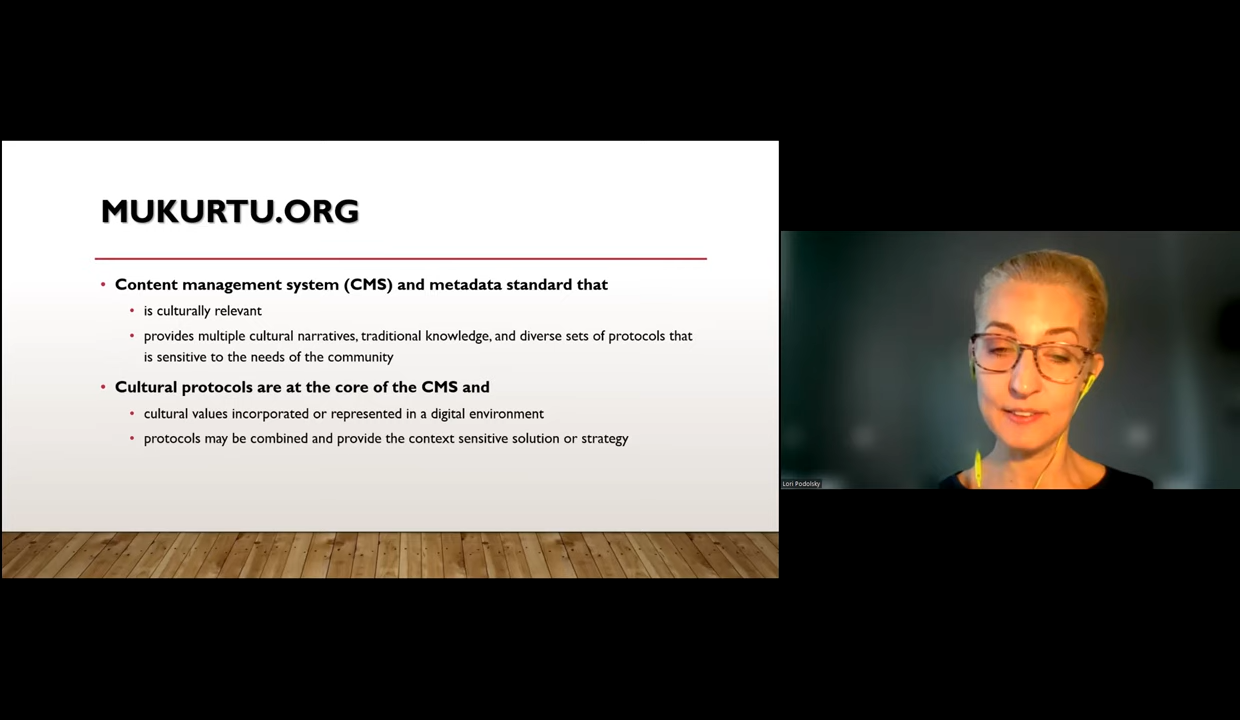 MUKURTU.ORG
• Content management system (CMS) and metadata standard that
• is culturally relevant
• provides multiple cultural narratives, traditional knowledge, and diverse sets of protocols that
is sensitive to the needs of the community
• Cultural protocols are at the core of the CMS and
• cultural values incorporated or represented in a digital environment
• protocols may be combined and provide the context sensitive solution or strategy
Lori Podolsky